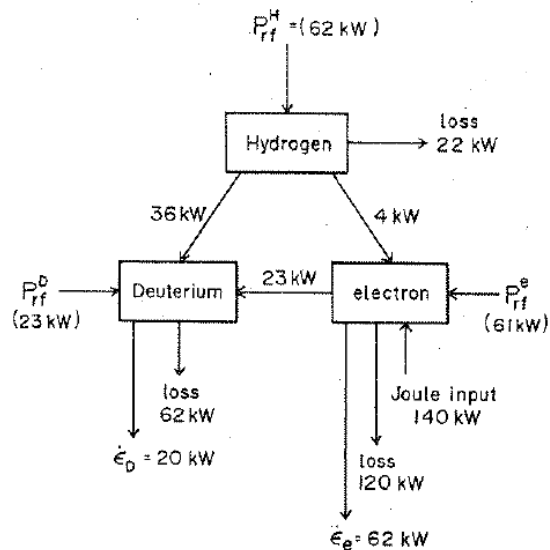 P_rf^H = (62 kW)
Hydrogen
loss
22 kW
36 kW
4 kW
P_rf^D
(23 kW)
Deuterium
23 kW
electron
P_rf^e
(61 kW)
loss
62 kW
Joule input
140 kW
ε̇_D = 20 kW
loss
120 kW
ε̇_e = 62 kW